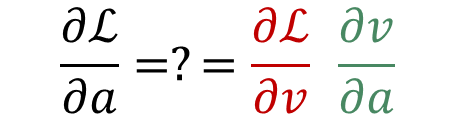 ∂ℒ/∂a =? = ∂ℒ/∂v ∂v/∂a